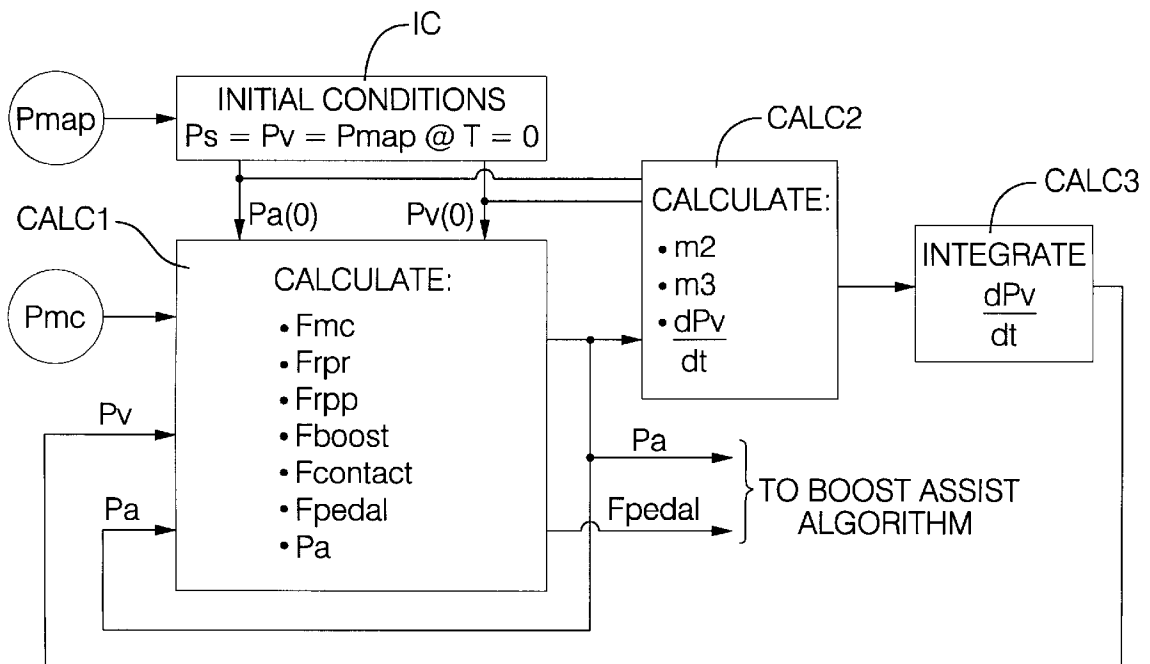 IC
Pmap
INITIAL CONDITIONS
Ps = Pv = Pmap @ T = 0
CALC2
CALC3
CALC1
Pa(0)
Pv(0)
CALCULATE:
• m2
• m3
• dPv
dt
INTEGRATE
dPv
dt
Pmc
CALCULATE:
• Fmc
• Frpr
• Frpp
• Fboost
• Fcontact
• Fpedal
• Pa
Pv
Pa
Pa
Fpedal
TO BOOST ASSIST
ALGORITHM